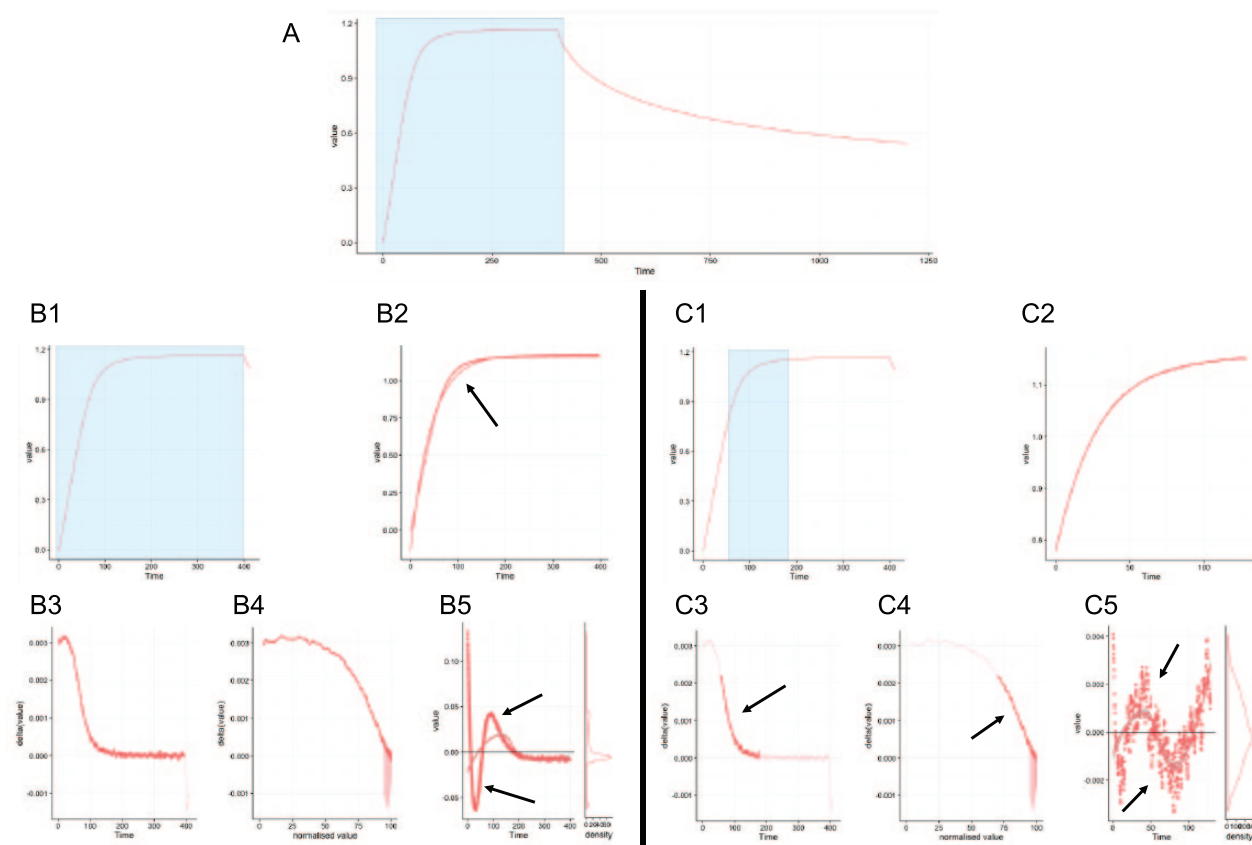 A
1.2
0.9
0.6
0.3
0.0
value
0 250 500 750 1000 1250
Time
B1
1.2
0.9
0.6
0.3
0.0
value
0 100 200 300 400
Time
B2
1.00
0.75
0.50
0.25
0.00
value
0 100 200 300 400
Time
C1
1.2
0.9
0.6
0.3
0.0
value
0 100 200 300 400
Time
C2
1.1
1.0
0.9
0.8
value
0 50 100
Time
B3
0.003
0.002
0.001
0.000
-0.001
delta(value)
0 100 200 300 400
Time
B4
0.003
0.002
0.001
0.000
-0.001
delta(value)
0 25 50 75 100
normalised value
B5
0.10
0.05
0.00
-0.05
value
0 100 200 300 400
Time
density
C3
0.003
0.002
0.001
0.000
-0.001
delta(value)
0 100 200 300 400
Time
C4
0.003
0.002
0.001
0.000
-0.001
delta(value)
0 25 50 75 100
normalised value
C5
0.004
0.002
0.000
-0.002
value
0 50 100
Time
density